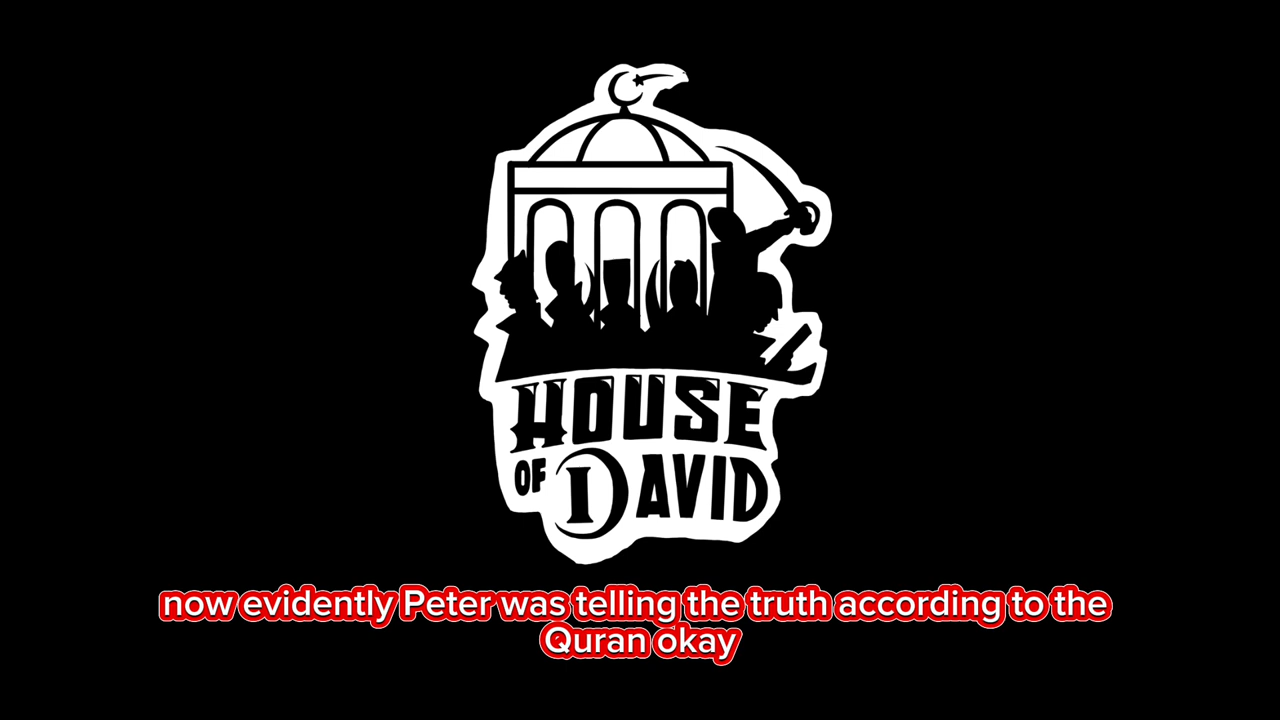 HOUSE
OF DAVID
now evidently Peter was telling the truth according to the
Quran okay